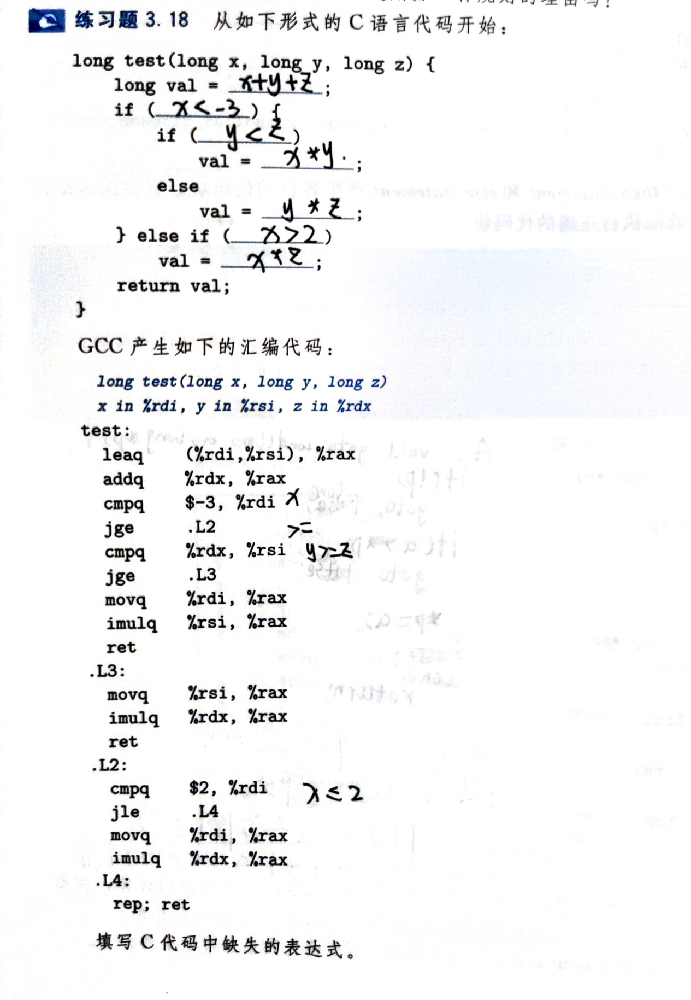 练习题 3.18 从如下形式的 C 语言代码开始：
long test(long x, long y, long z) {
long val = x+y+z ;
if ( x<-3 ) {
if ( y<z )
val = x*y. ;
else
val = y*z ;
} else if ( x>2 )
val = x*z ;
return val;
}
GCC 产生如下的汇编代码：
long test(long x, long y, long z)
x in %rdi, y in %rsi, z in %rdx
test:
leaq (%rdi,%rsi), %rax
addq %rdx, %rax
cmpq $-3, %rdi x
jge .L2 >=
cmpq %rdx, %rsi y>=z
jge .L3
movq %rdi, %rax
imulq %rsi, %rax
ret
.L3:
movq %rsi, %rax
imulq %rdx, %rax
ret
.L2:
cmpq $2, %rdi x≤2
jle .L4
movq %rdi, %rax
imulq %rdx, %rax
.L4:
rep; ret
填写 C 代码中缺失的表达式。